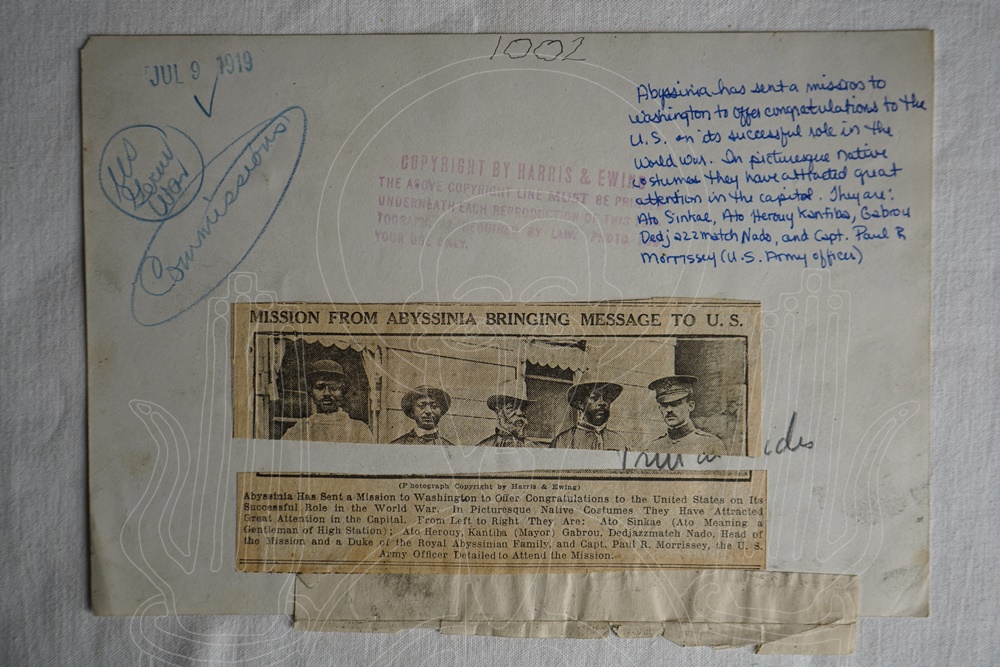 1002
JUL 9 1919
Commissions
Abyssinia has sent a mission to
Washington to offer congratulations to the
U.S. on its successful role in the
World War. In picturesque native
costumes they have attracted great
attention in the capital. They are:
Ato Sinkae, Ato Herouy Kantiba, Gabrou
Dedjazzmatch Nado, and Capt. Paul R
Morrissey (U.S. Army officer)
COPYRIGHT BY HARRIS & EWING
THE ABOVE COPYRIGHT LINE MUST BE
UNDERNEATH EACH REPRODUCTION OF THIS
IS REQUIRED BY LAW. PHOTO
YOUR USE ONLY.
MISSION FROM ABYSSINIA BRINGING MESSAGE TO U. S.
(Photograph Copyright by Harris & Ewing)
Abyssinia Has Sent a Mission to Washington to Offer Congratulations to the United States on Its
Successful Role in the World War. In Picturesque Native Costumes They Have Attracted
Great Attention in the Capital. From Left to Right They Are: Ato Sinkae (Ato Meaning a
Gentleman of High Station); Ato Herouy, Kantiba (Mayor) Gabrou, Dedjazzmatch Nado, Head of
the Mission and a Duke of the Royal Abyssinian Family, and Capt. Paul R. Morrissey, the U. S.
Army Officer Detailed to Attend the Mission.